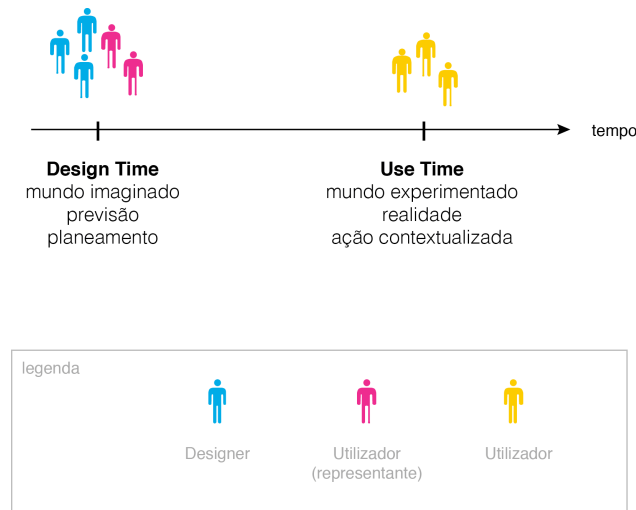 tempo
Design Time
mundo imaginado
previsão
planeamento
Use Time
mundo experimentado
realidade
ação contextualizada
legenda
Designer
Utilizador
(representante)
Utilizador